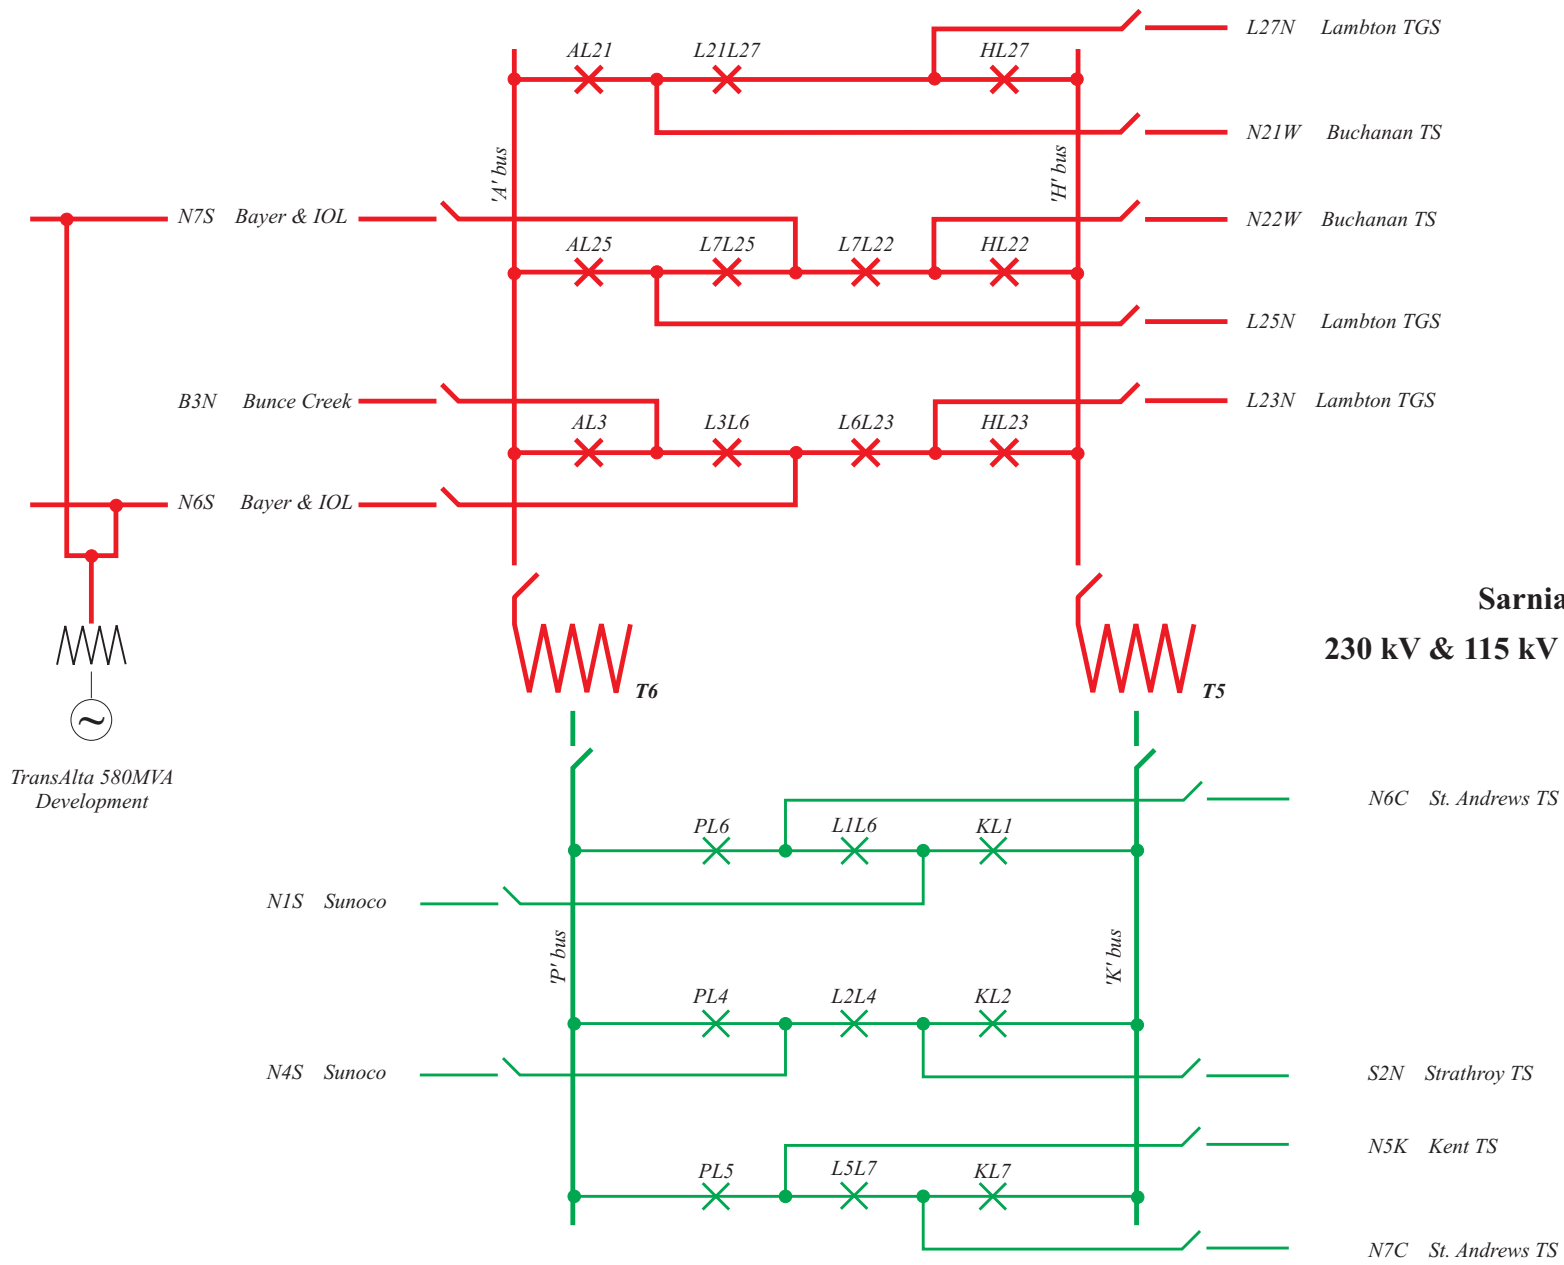 L27N Lambton TGS
AL21 L21L27 HL27
N21W Buchanan TS
'A' bus
'H' bus
N7S Bayer & IOL
N22W Buchanan TS
AL25 L7L25 L7L22 HL22
L25N Lambton TGS
B3N Bunce Creek
L23N Lambton TGS
AL3 L3L6 L6L23 HL23
N6S Bayer & IOL
Sarnia
230 kV & 115 kV
T6
T5
TransAlta 580MVA
Development
N6C St. Andrews TS
PL6 L1L6 KL1
N1S Sunoco
'P' bus
'K' bus
PL4 L2L4 KL2
N4S Sunoco
S2N Strathroy TS
N5K Kent TS
PL5 L5L7 KL7
N7C St. Andrews TS